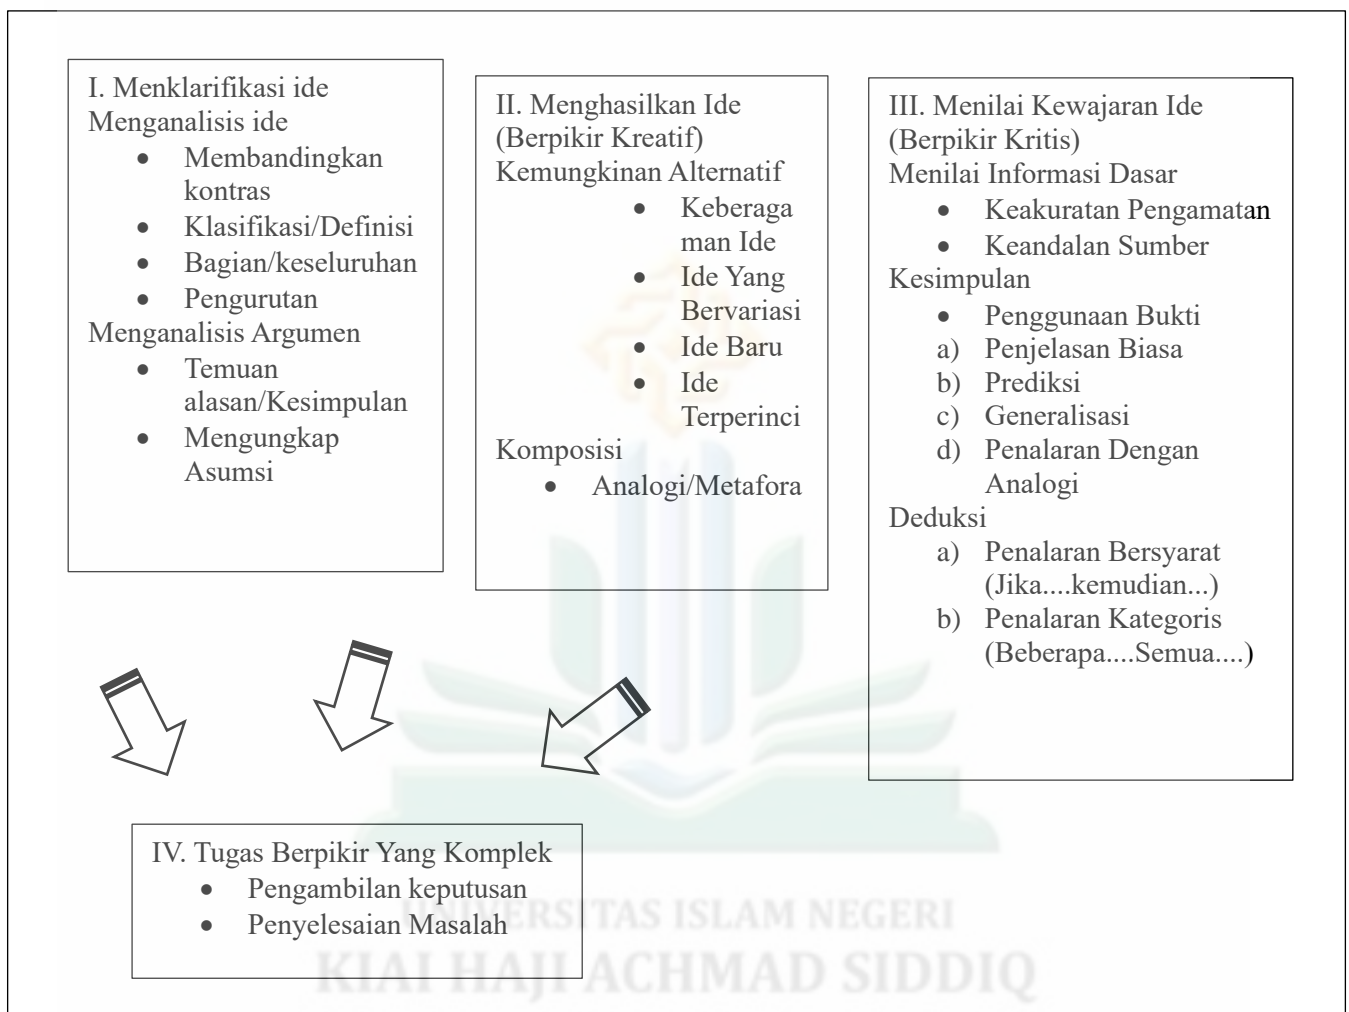 I. Menklarifikasi ide
Menganalisis ide
• Membandingkan
kontras
• Klasifikasi/Definisi
• Bagian/keseluruhan
• Pengurutan
Menganalisis Argumen
• Temuan
alasan/Kesimpulan
• Mengungkap
Asumsi
II. Menghasilkan Ide
(Berpikir Kreatif)
Kemungkinan Alternatif
• Keberaga
man Ide
• Ide Yang
Bervariasi
• Ide Baru
• Ide
Terperinci
Komposisi
• Analogi/Metafora
III. Menilai Kewajaran Ide
(Berpikir Kritis)
Menilai Informasi Dasar
• Keakuratan Pengamatan
• Keandalan Sumber
Kesimpulan
• Penggunaan Bukti
a) Penjelasan Biasa
b) Prediksi
c) Generalisasi
d) Penalaran Dengan
Analogi
Deduksi
a) Penalaran Bersyarat
(Jika....kemudian...)
b) Penalaran Kategoris
(Beberapa....Semua....)
IV. Tugas Berpikir Yang Komplek
• Pengambilan keputusan
• Penyelesaian Masalah
UNIVERSITAS ISLAM NEGERI
KIAI HAJI ACHMAD SIDDIQ